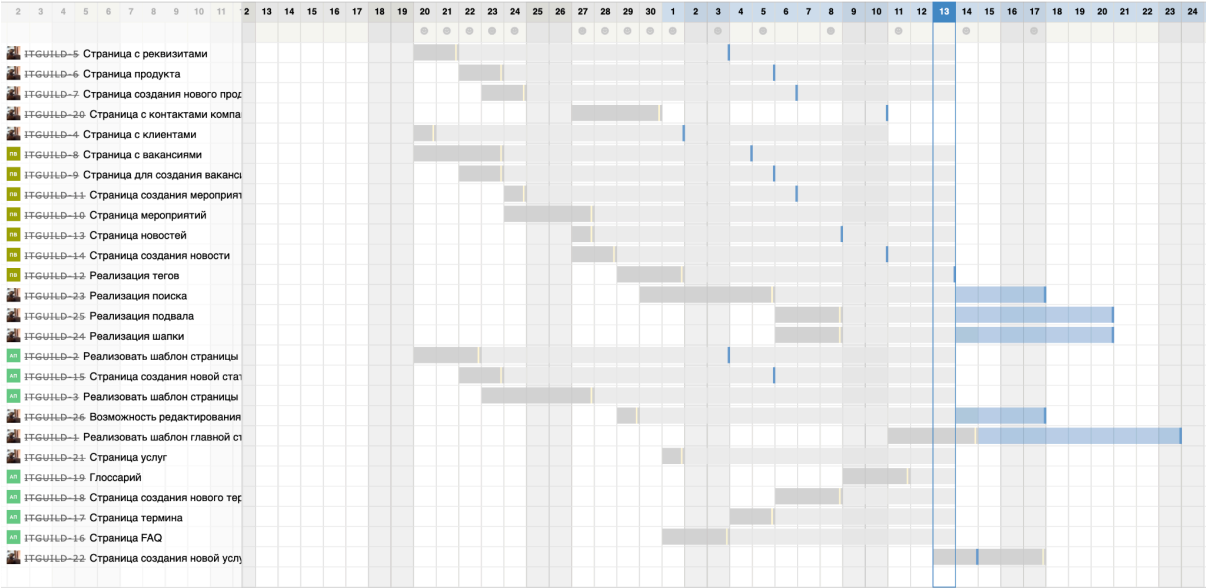 2 3 4 5 6 7 8 9 10 11 2 13 14 15 16 17 18 19 20 21 22 23 24 25 26 27 28 29 30 1 2 3 4 5 6 7 8 9 10 11 12 13 14 15 16 17 18 19 20 21 22 23 24
ITGUILD-5 Страница с реквизитами
ITGUILD-6 Страница продукта
ITGUILD-7 Страница создания нового прод
ITGUILD-20 Страница с контактами компа
ITGUILD-4 Страница с клиентами
ПВ ITGUILD-8 Страница с вакансиями
ПВ ITGUILD-9 Страница для создания ваканси
ПВ ITGUILD-11 Страница создания мероприят
ПВ ITGUILD-10 Страница мероприятий
ПВ ITGUILD-13 Страница новостей
ПВ ITGUILD-14 Страница создания новости
ПВ ITGUILD-12 Реализация тегов
ITGUILD-23 Реализация поиска
ITGUILD-25 Реализация подвала
ITGUILD-24 Реализация шапки
АП ITGUILD-2 Реализовать шаблон страницы
АП ITGUILD-15 Страница создания новой стат
АП ITGUILD-3 Реализовать шаблон страницы
ITGUILD-26 Возможность редактирования
ITGUILD-1 Реализовать шаблон главной ст
ITGUILD-21 Страница услуг
АП ITGUILD-19 Глоссарий
АП ITGUILD-18 Страница создания нового тер
АП ITGUILD-17 Страница термина
АП ITGUILD-16 Страница FAQ
ITGUILD-22 Страница создания новой услу